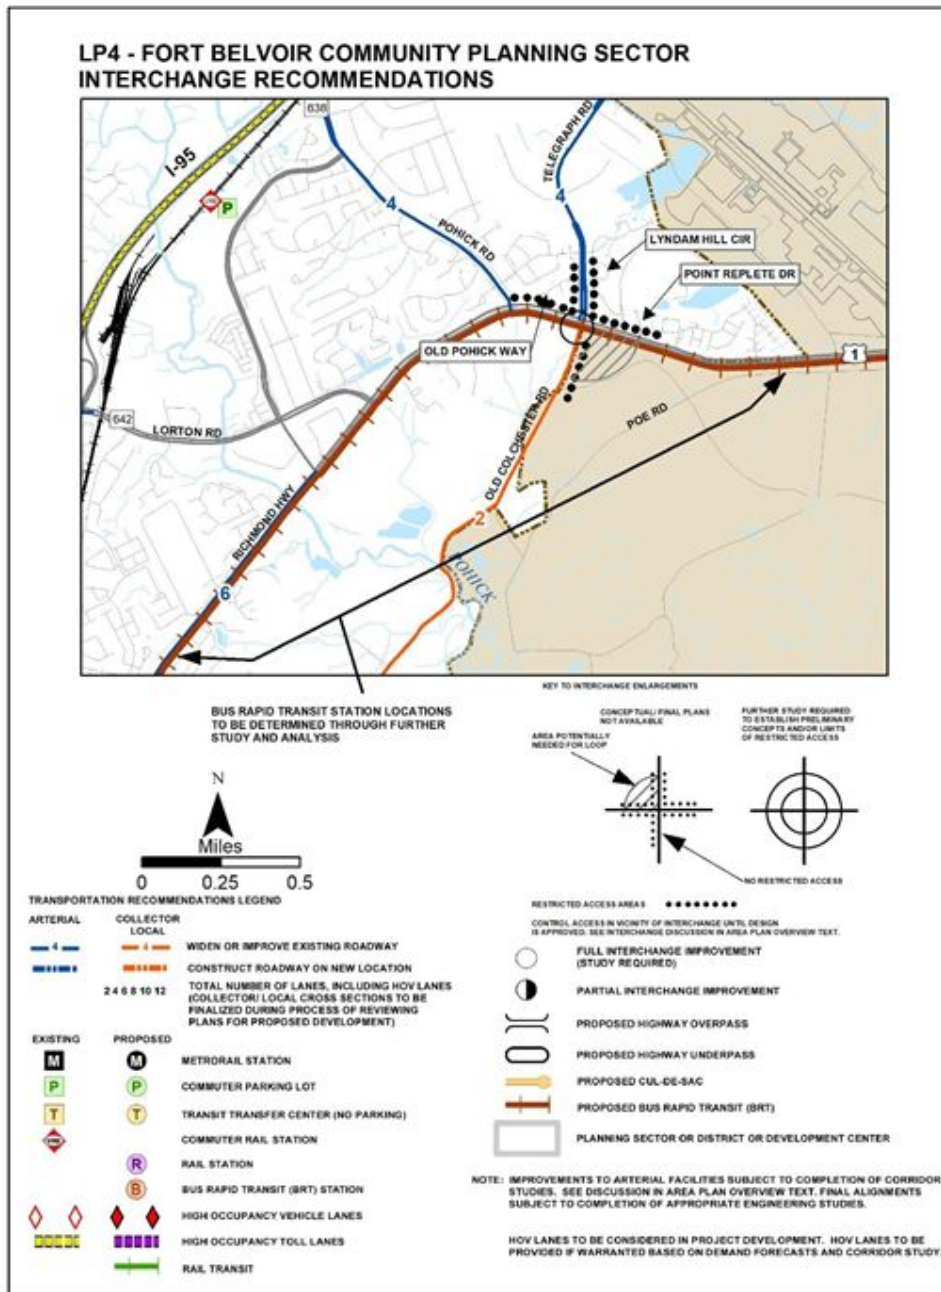 LP4 - FORT BELVOIR COMMUNITY PLANNING SECTOR
INTERCHANGE RECOMMENDATIONS
638
I-95
P
4
POHICK RD
TELEGRAPH RD
4
LYNDAM HILL CIR
POINT REPLETE DR
OLD POHICK WAY
1
642
LORTON RD
POE RD
OLD COLCHESTER RD
RICHMOND HWY
2
POHICK
6
BUS RAPID TRANSIT STATION LOCATIONS
TO BE DETERMINED THROUGH FURTHER
STUDY AND ANALYSIS
KEY TO INTERCHANGE ENLARGEMENTS
CONCEPTUAL/FINAL PLANS
NOT AVAILABLE
AREA POTENTIALLY
NEEDED FOR LOOP
FURTHER STUDY REQUIRED
TO ESTABLISH PRELIMINARY
CONCEPTS AND/OR LIMITS
OF RESTRICTED ACCESS
NO RESTRICTED ACCESS
N
Miles
0 0.25 0.5
TRANSPORTATION RECOMMENDATIONS LEGEND
ARTERIAL
COLLECTOR
LOCAL
4 4 WIDEN OR IMPROVE EXISTING ROADWAY
CONSTRUCT ROADWAY ON NEW LOCATION
2 4 6 8 10 12
TOTAL NUMBER OF LANES, INCLUDING HOV LANES
(COLLECTOR/ LOCAL CROSS SECTIONS TO BE
FINALIZED DURING PROCESS OF REVIEWING
PLANS FOR PROPOSED DEVELOPMENT)
EXISTING PROPOSED
M M METRORAIL STATION
P P COMMUTER PARKING LOT
T T TRANSIT TRANSFER CENTER (NO PARKING)
COMMUTER RAIL STATION
R RAIL STATION
B BUS RAPID TRANSIT (BRT) STATION
HIGH OCCUPANCY VEHICLE LANES
HIGH OCCUPANCY TOLL LANES
RAIL TRANSIT
RESTRICTED ACCESS AREAS
CONTROL ACCESS IN VICINITY OF INTERCHANGE UNTIL DESIGN
IS APPROVED. SEE INTERCHANGE DISCUSSION IN AREA PLAN OVERVIEW TEXT.
FULL INTERCHANGE IMPROVEMENT
(STUDY REQUIRED)
PARTIAL INTERCHANGE IMPROVEMENT
PROPOSED HIGHWAY OVERPASS
PROPOSED HIGHWAY UNDERPASS
PROPOSED CUL-DE-SAC
PROPOSED BUS RAPID TRANSIT (BRT)
PLANNING SECTOR OR DISTRICT OR DEVELOPMENT CENTER
NOTE: IMPROVEMENTS TO ARTERIAL FACILITIES SUBJECT TO COMPLETION OF CORRIDOR
STUDIES. SEE DISCUSSION IN AREA PLAN OVERVIEW TEXT. FINAL ALIGNMENTS
SUBJECT TO COMPLETION OF APPROPRIATE ENGINEERING STUDIES.
HOV LANES TO BE CONSIDERED IN PROJECT DEVELOPMENT. HOV LANES TO BE
PROVIDED IF WARRANTED BASED ON DEMAND FORECASTS AND CORRIDOR STUDY.